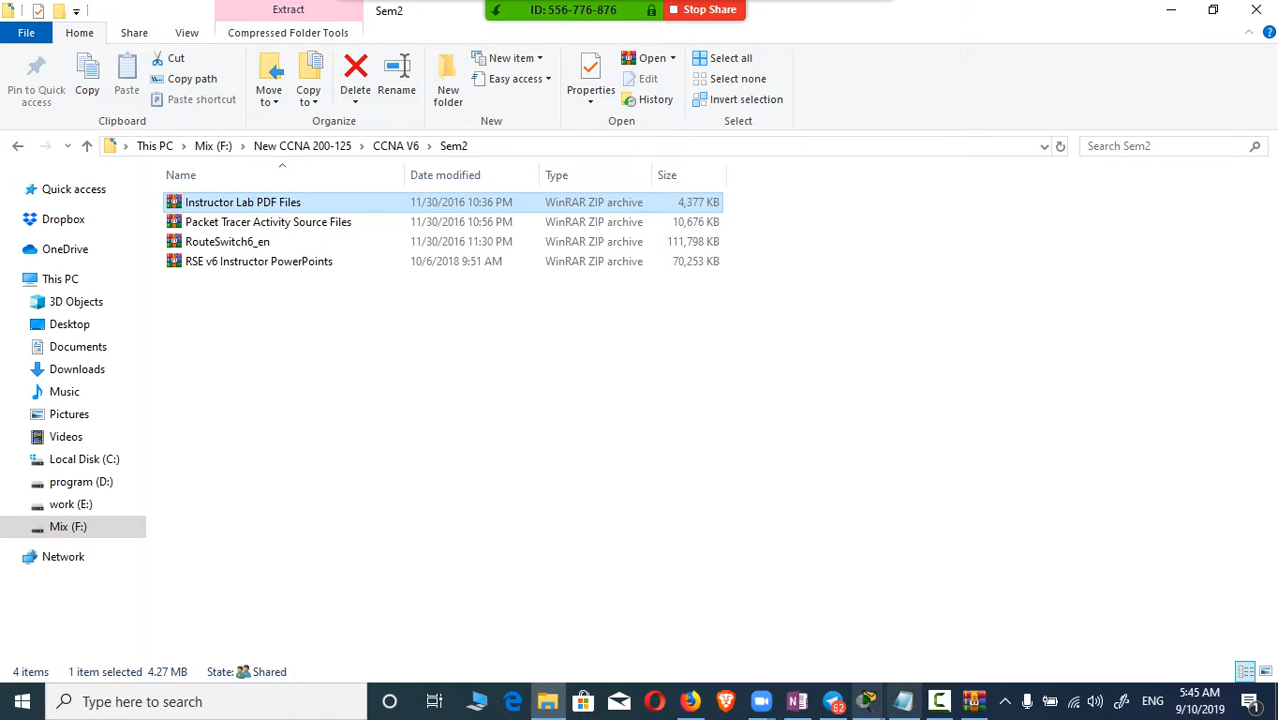 Extract
Sem2
ID: 556-776-876
Stop Share
File
Home
Share
View
Compressed Folder Tools
Pin to Quick access
Copy
Paste
Cut
Copy path
Paste shortcut
Clipboard
Move to
Copy to
Delete
Rename
Organize
New folder
New item
Easy access
New
Properties
Open
Edit
History
Open
Select all
Select none
Invert selection
Select
This PC
Mix (F:)
New CCNA 200-125
CCNA V6
Sem2
Search Sem2
Name Date modified Type Size
Instructor Lab PDF Files 11/30/2016 10:36 PM WinRAR ZIP archive 4,377 KB
Packet Tracer Activity Source Files 11/30/2016 10:56 PM WinRAR ZIP archive 10,676 KB
RouteSwitch6_en 11/30/2016 11:30 PM WinRAR ZIP archive 111,798 KB
RSE v6 Instructor PowerPoints 10/6/2018 9:51 AM WinRAR ZIP archive 70,253 KB
Quick access
Dropbox
OneDrive
This PC
3D Objects
Desktop
Documents
Downloads
Music
Pictures
Videos
Local Disk (C:)
program (D:)
work (E:)
Mix (F:)
Network
4 items 1 item selected 4.27 MB State: Shared
Type here to search
62
ENG
5:45 AM
9/10/2019
1